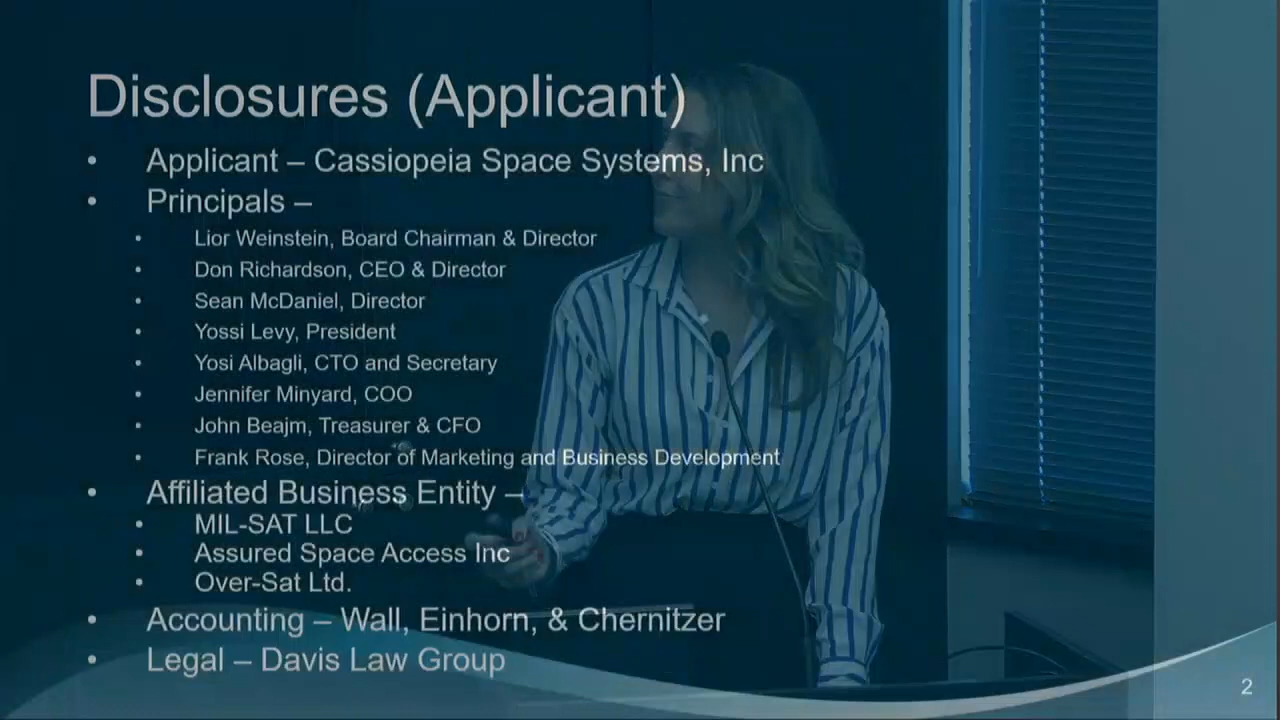 Disclosures (Applicant)
• Applicant – Cassiopeia Space Systems, Inc
• Principals –
• Lior Weinstein, Board Chairman & Director
• Don Richardson, CEO & Director
• Sean McDaniel, Director
• Yossi Levy, President
• Yosi Albagli, CTO and Secretary
• Jennifer Minyard, COO
• John Beajm, Treasurer & CFO
• Frank Rose, Director of Marketing and Business Development
• Affiliated Business Entity –
• MIL-SAT LLC
• Assured Space Access Inc
• Over-Sat Ltd.
• Accounting – Wall, Einhorn, & Chernitzer
• Legal – Davis Law Group
2